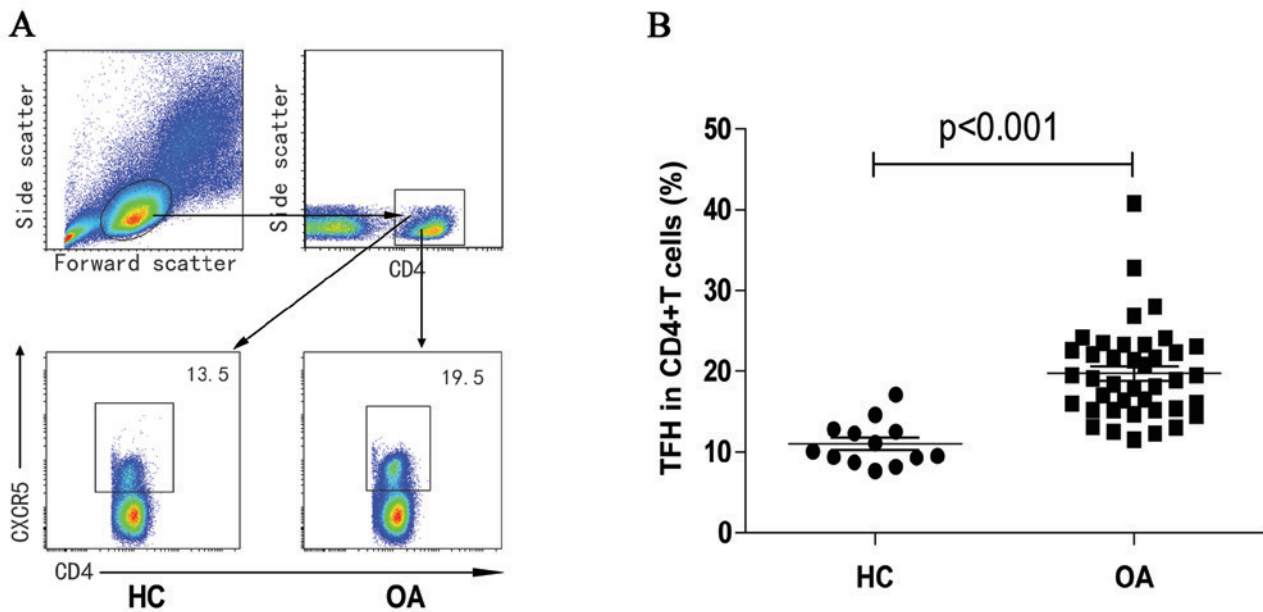 A
Side scatter
Forward scatter
Side scatter
CD4
13.5
19.5
CXCR5
CD4
HC
OA
B
p<0.001
TFH in CD4+T cells (%)
50
40
30
20
10
0
HC
OA